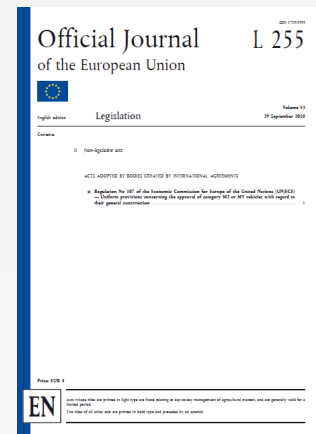 Official Journal L 255
of the European Union
Volume 53
English edition Legislation 29 September 2010
Contents
II Non-legislative acts
ACTS ADOPTED BY BODIES CREATED BY INTERNATIONAL AGREEMENTS
★ Regulation No 107 of the Economic Commission for Europe of the United Nations (UN/ECE)
— Uniform provisions concerning the approval of category M2 or M3 vehicles with regard to
their general construction ........................................ 1
Price: EUR 4
EN
Acts whose titles are printed in light type are those relating to day-to-day management of agricultural matters, and are generally valid for a
limited period.
The titles of all other acts are printed in bold type and preceded by an asterisk.